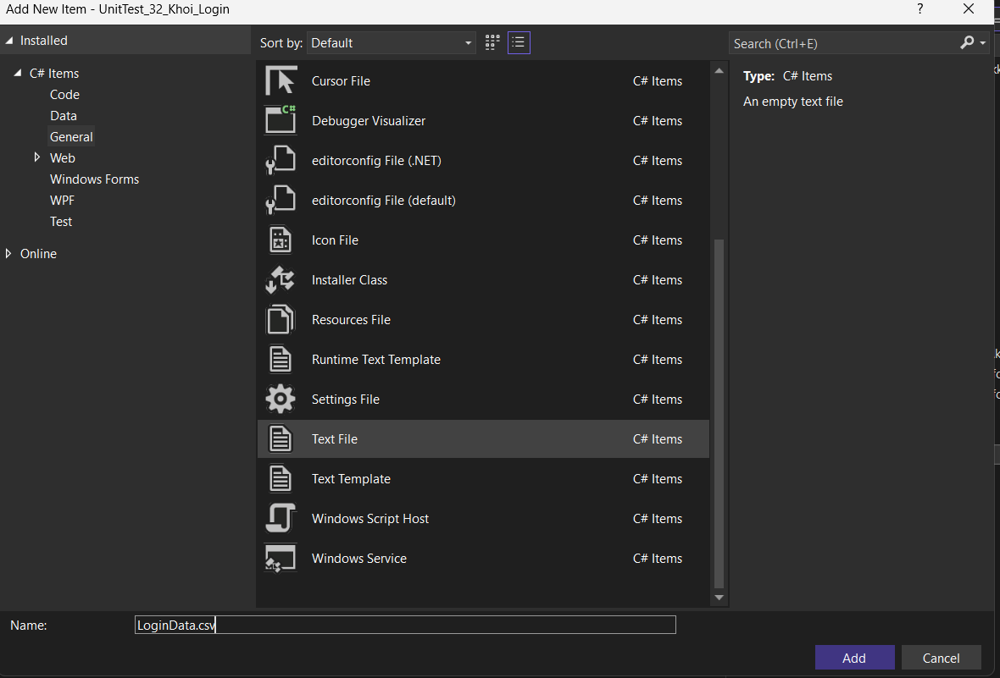 Add New Item - UnitTest_32_Khoi_Login
?
Installed
Sort by: Default
Search (Ctrl+E)
C# Items
Code
Data
General
Web
Windows Forms
WPF
Test
Online
Cursor File C# Items
Debugger Visualizer C# Items
editorconfig File (.NET) C# Items
editorconfig File (default) C# Items
Icon File C# Items
Installer Class C# Items
Resources File C# Items
Runtime Text Template C# Items
Settings File C# Items
Text File C# Items
Text Template C# Items
Windows Script Host C# Items
Windows Service C# Items
Type: C# Items
An empty text file
Name: LoginData.csv
Add Cancel